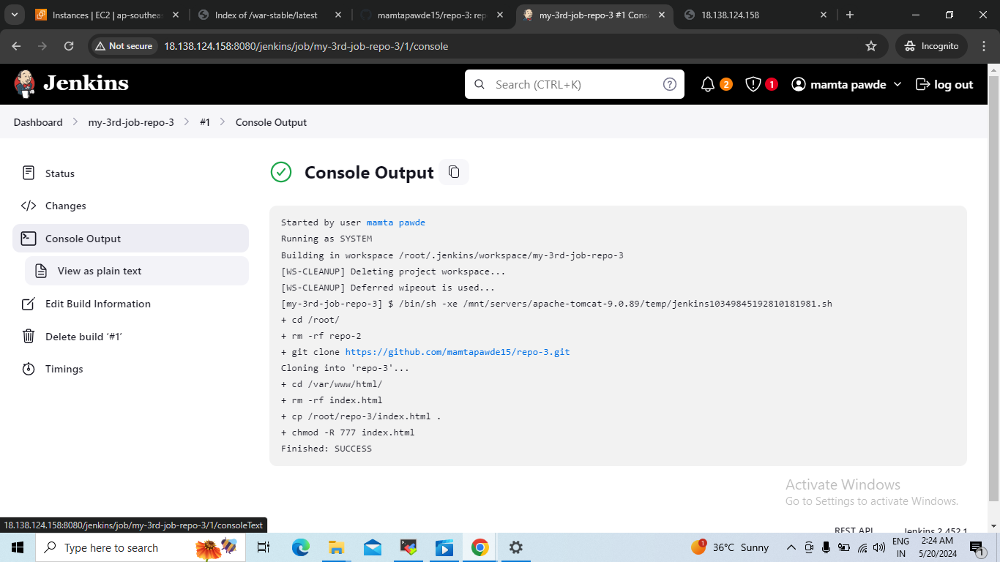 Instances | EC2 | ap-southeas
Index of /war-stable/latest
mamtapawde15/repo-3: rep
my-3rd-job-repo-3 #1 Cons
18.138.124.158
Not secure
18.138.124.158:8080/jenkins/job/my-3rd-job-repo-3/1/console
Incognito
Jenkins
Search (CTRL+K)
?
2
1
mamta pawde
log out
Dashboard
my-3rd-job-repo-3
#1
Console Output
Status
Changes
Console Output
View as plain text
Edit Build Information
Delete build ‘#1’
Timings
Console Output
Started by user mamta pawde
Running as SYSTEM
Building in workspace /root/.jenkins/workspace/my-3rd-job-repo-3
[WS-CLEANUP] Deleting project workspace...
[WS-CLEANUP] Deferred wipeout is used...
[my-3rd-job-repo-3] $ /bin/sh -xe /mnt/servers/apache-tomcat-9.0.89/temp/jenkins10349845192810181981.sh
+ cd /root/
+ rm -rf repo-2
+ git clone https://github.com/mamtapawde15/repo-3.git
Cloning into 'repo-3'...
+ cd /var/www/html/
+ rm -rf index.html
+ cp /root/repo-3/index.html .
+ chmod -R 777 index.html
Finished: SUCCESS
Activate Windows
Go to Settings to activate Windows.
18.138.124.158:8080/jenkins/job/my-3rd-job-repo-3/1/consoleText
REST API
Jenkins 2.452.1
Type here to search
1
36°C Sunny
ENG
IN
2:24 AM
5/20/2024
1